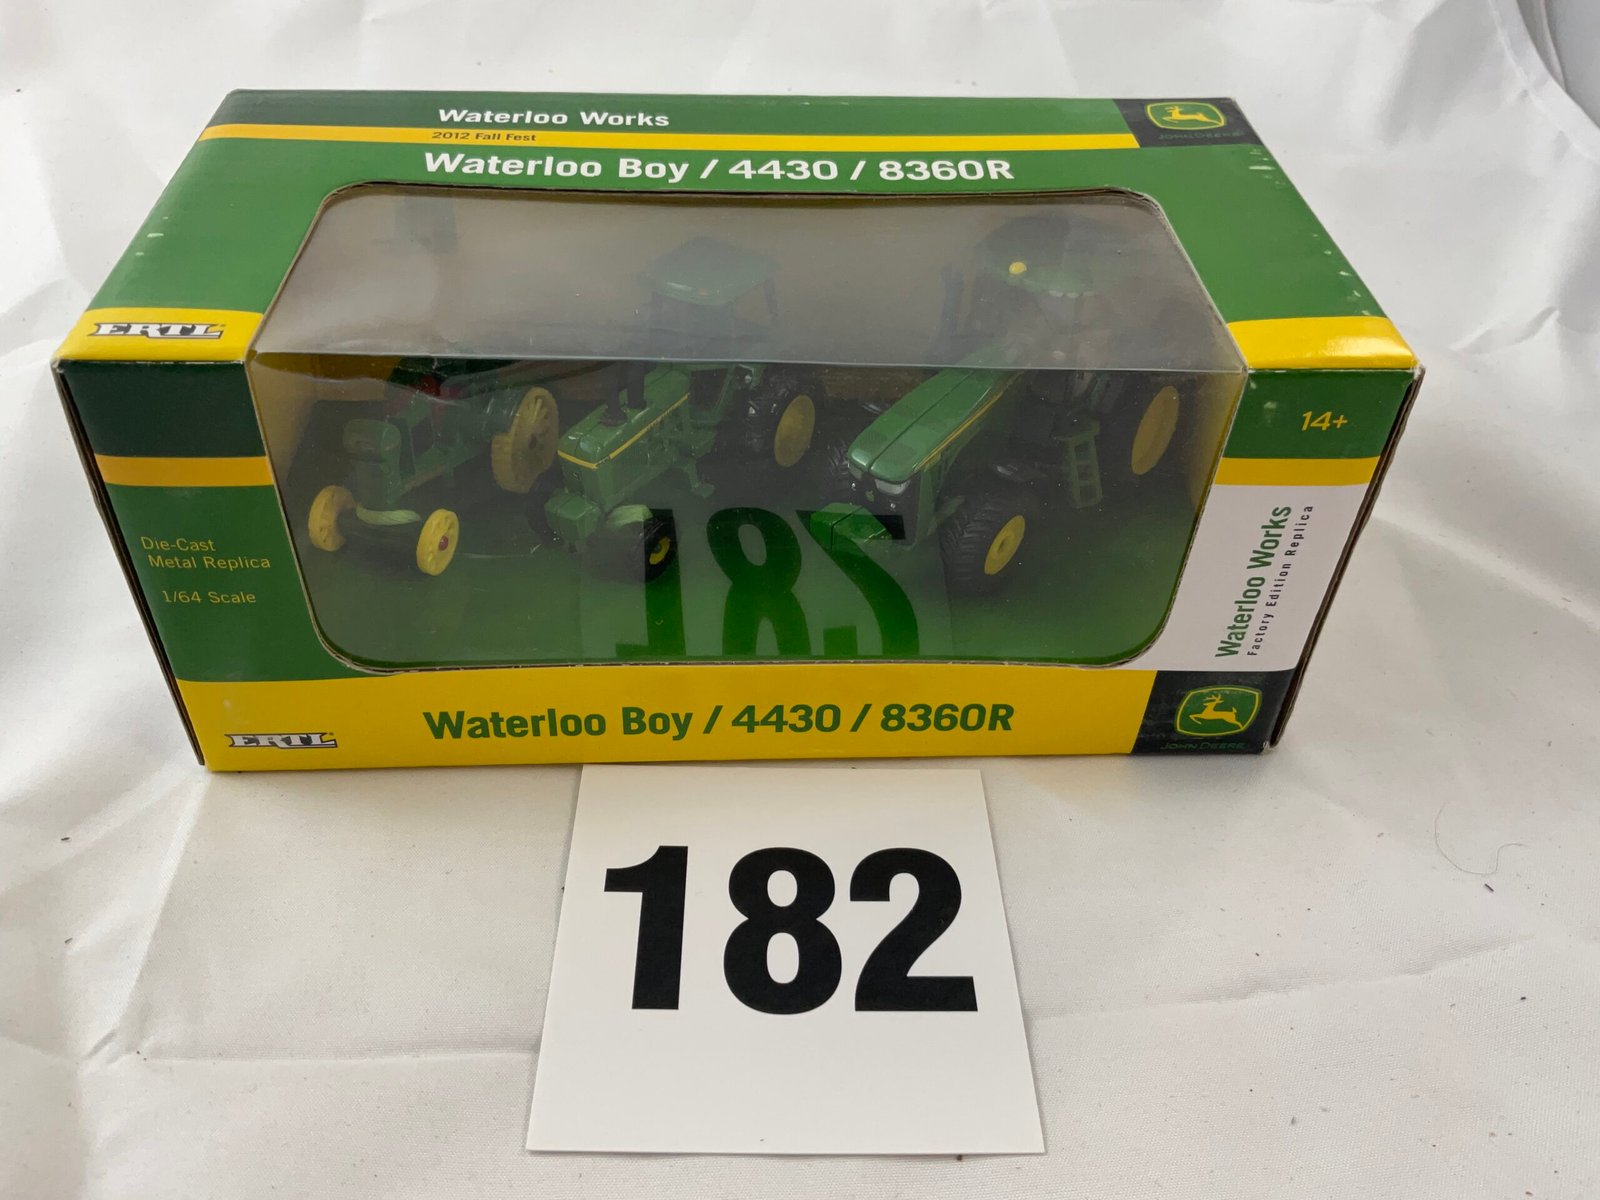 Waterloo Works
2012 Fall Fest
Waterloo Boy / 4430 / 8360R
JOHN DEERE
ERTL
14+
Die-Cast
Metal Replica
1/64 Scale
Waterloo Works
Factory Edition Replica
182
Waterloo Boy / 4430 / 8360R
ERTL
JOHN DEERE
182